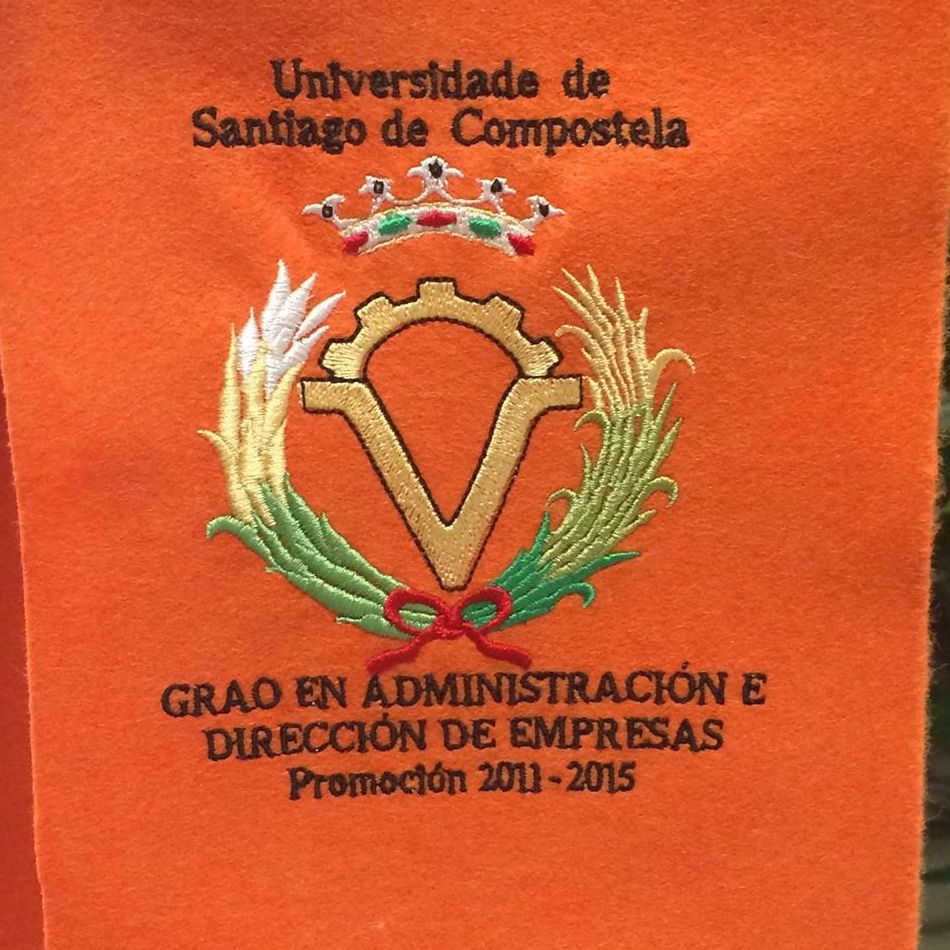 Universidade de
Santiago de Compostela
GRAO EN ADMINISTRACIÓN E
DIRECCIÓN DE EMPRESAS
Promoción 2011-2015